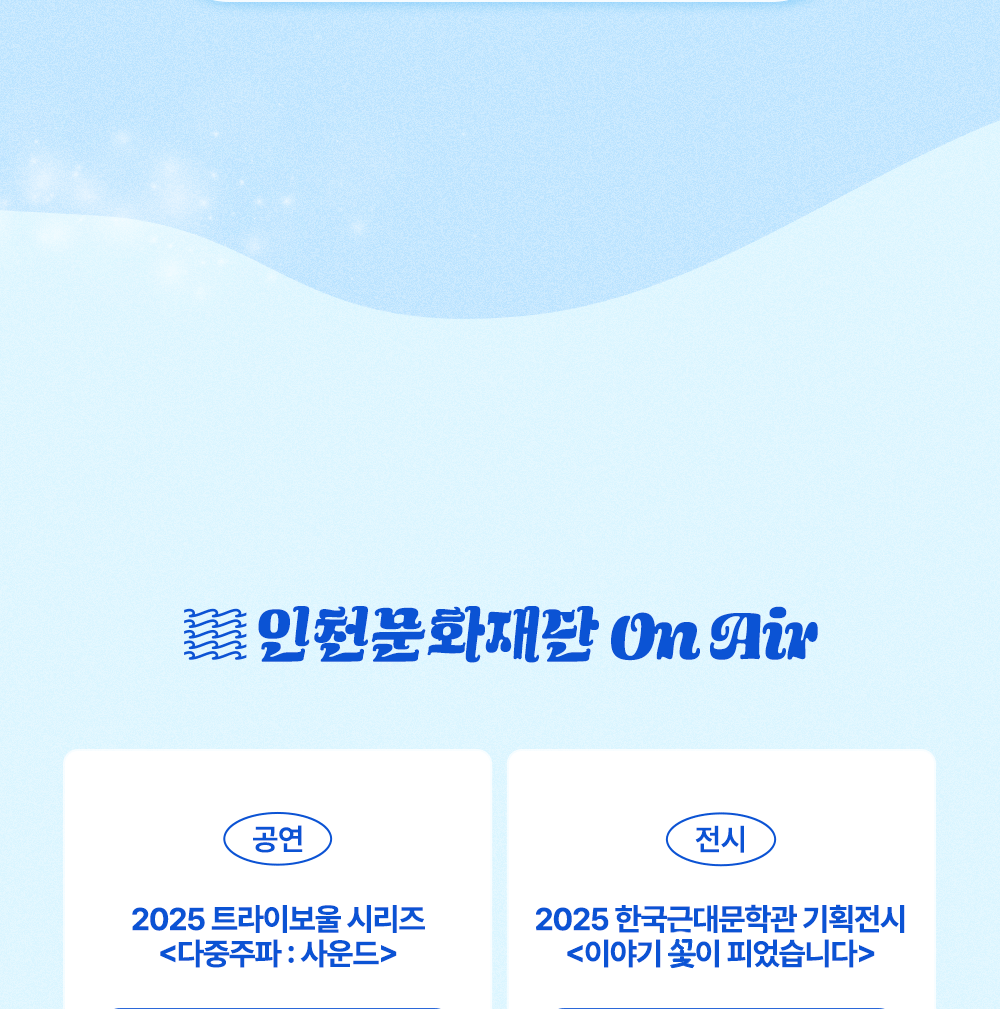 인천문화재단 On Air
공연
2025 트라이보울 시리즈
<다중주파 : 사운드>
전시
2025 한국근대문학관 기획전시
<이야기 꽃이 피었습니다>